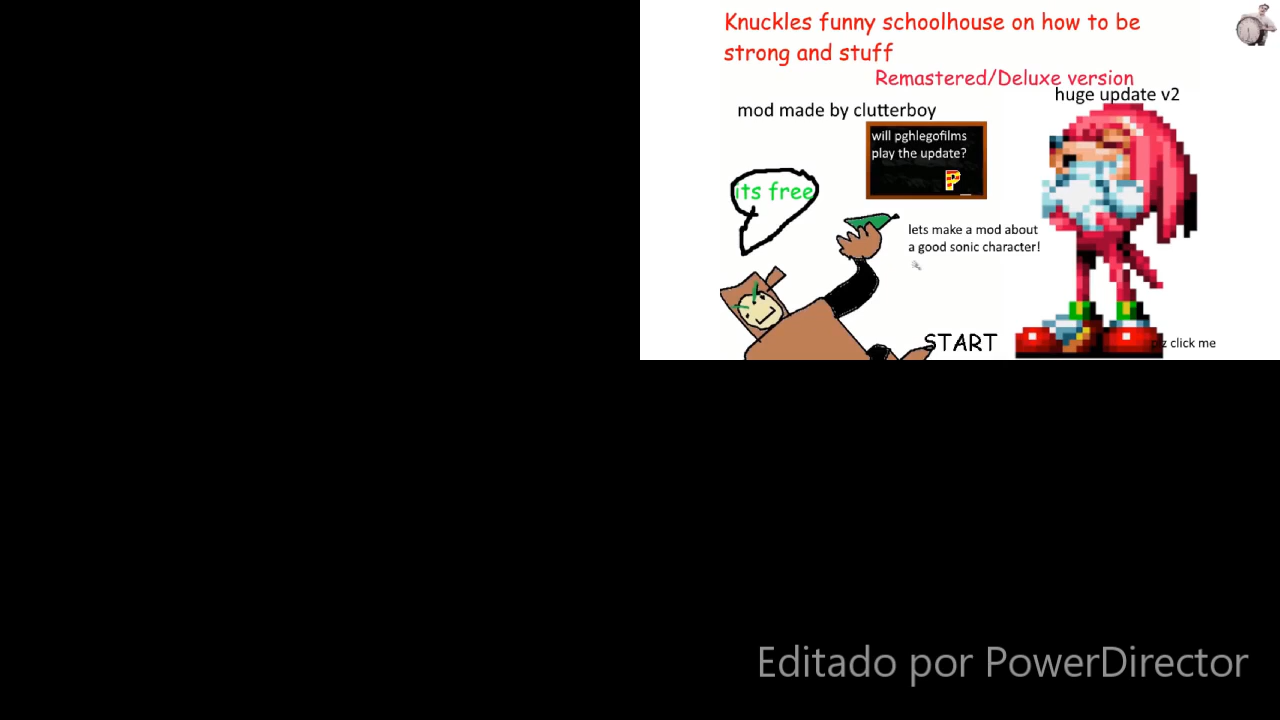 Knuckles funny schoolhouse on how to be
strong and stuff
Remastered/Deluxe version
huge update v2
mod made by clutterboy
will pghlegofilms
play the update?
P
its free
lets make a mod about
a good sonic character!
START
click me
Editado por PowerDirector